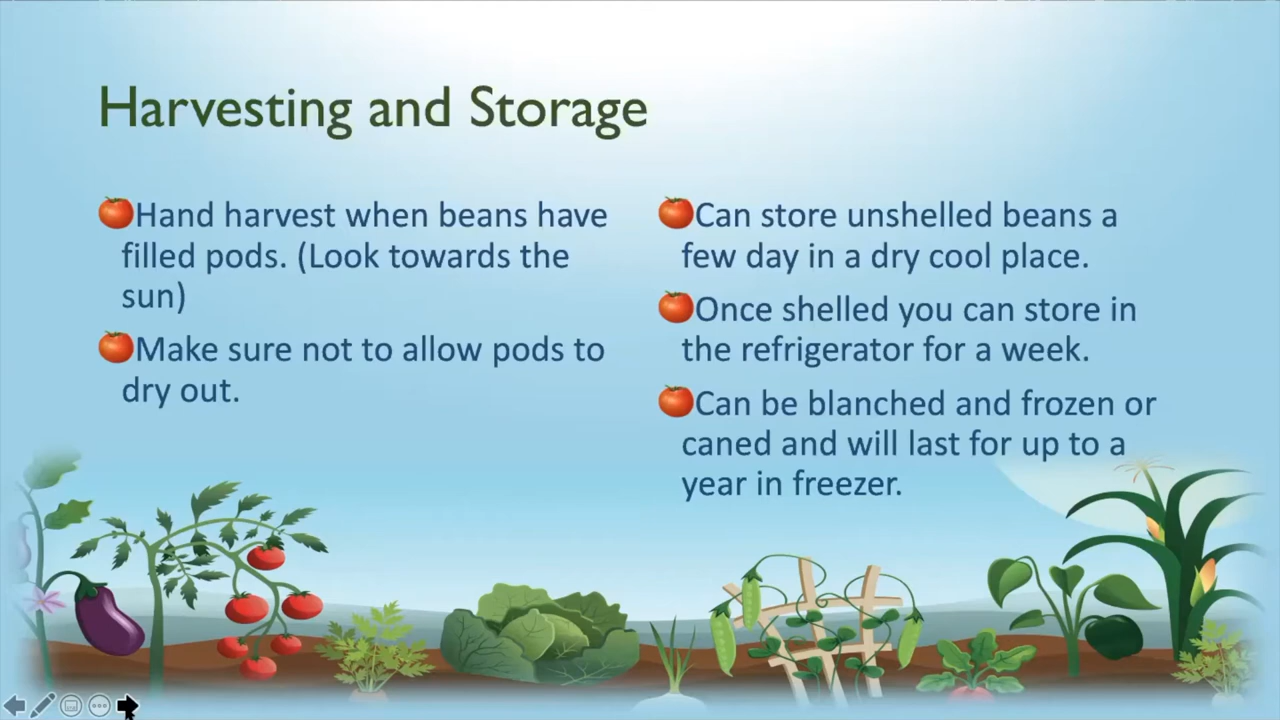 Harvesting and Storage
Hand harvest when beans have
filled pods. (Look towards the
sun)
Make sure not to allow pods to
dry out.
Can store unshelled beans a
few day in a dry cool place.
Once shelled you can store in
the refrigerator for a week.
Can be blanched and frozen or
caned and will last for up to a
year in freezer.